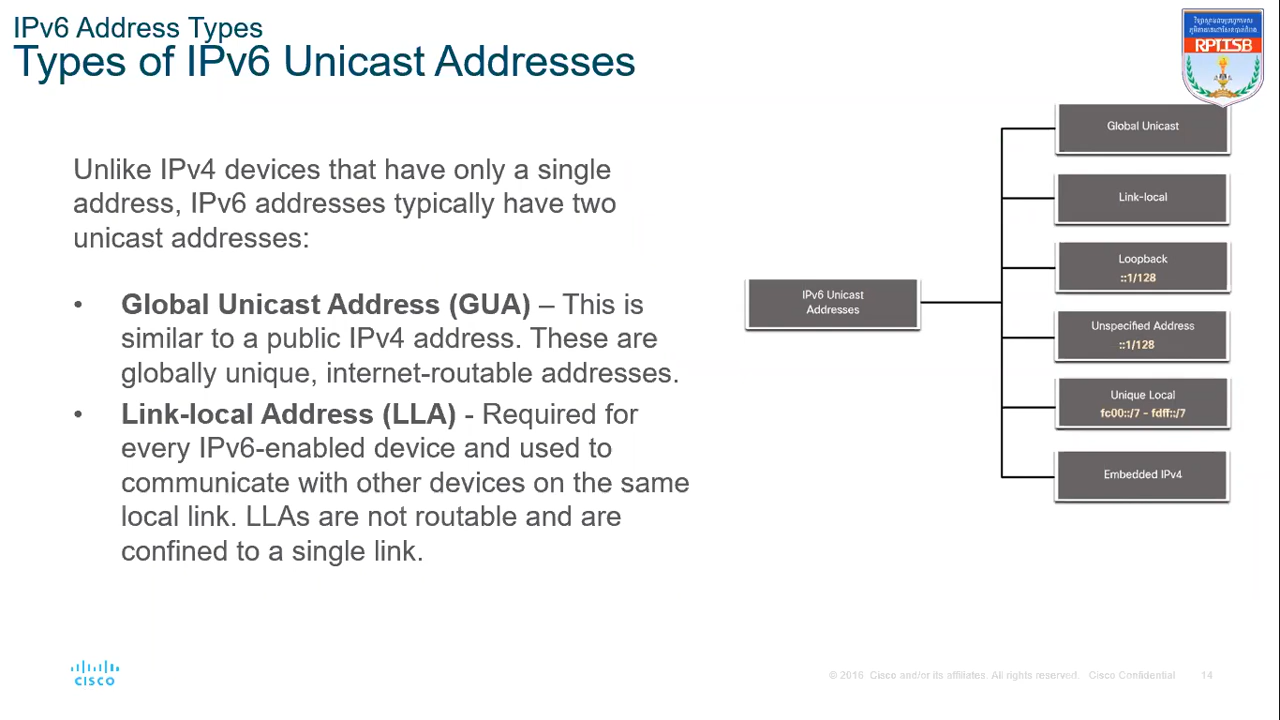 IPv6 Address Types
Types of IPv6 Unicast Addresses
RPITSB
Unlike IPv4 devices that have only a single
address, IPv6 addresses typically have two
unicast addresses:
• Global Unicast Address (GUA) – This is
similar to a public IPv4 address. These are
globally unique, internet-routable addresses.
• Link-local Address (LLA) - Required for
every IPv6-enabled device and used to
communicate with other devices on the same
local link. LLAs are not routable and are
confined to a single link.
IPv6 Unicast
Addresses
Global Unicast
Link-local
Loopback
::1/128
Unspecified Address
::1/128
Unique Local
fc00::/7 - fdff::/7
Embedded IPv4
CISCO
© 2016 Cisco and/or its affiliates. All rights reserved. Cisco Confidential 14